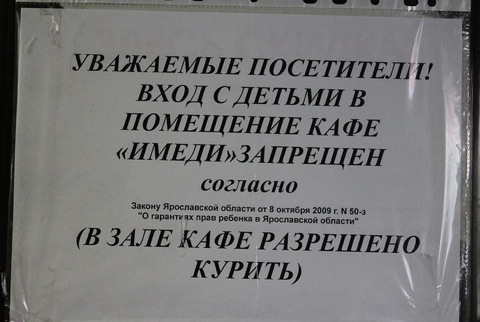 УВАЖАЕМЫЕ ПОСЕТИТЕЛИ!
ВХОД С ДЕТЬМИ В
ПОМЕЩЕНИЕ КАФЕ
«ИМЕДИ»ЗАПРЕЩЕН
согласно
Закону Ярославской области от 8 октября 2009 г. N 50-з
"О гарантиях прав ребенка в Ярославской области"
(В ЗАЛЕ КАФЕ РАЗРЕШЕНО
КУРИТЬ)